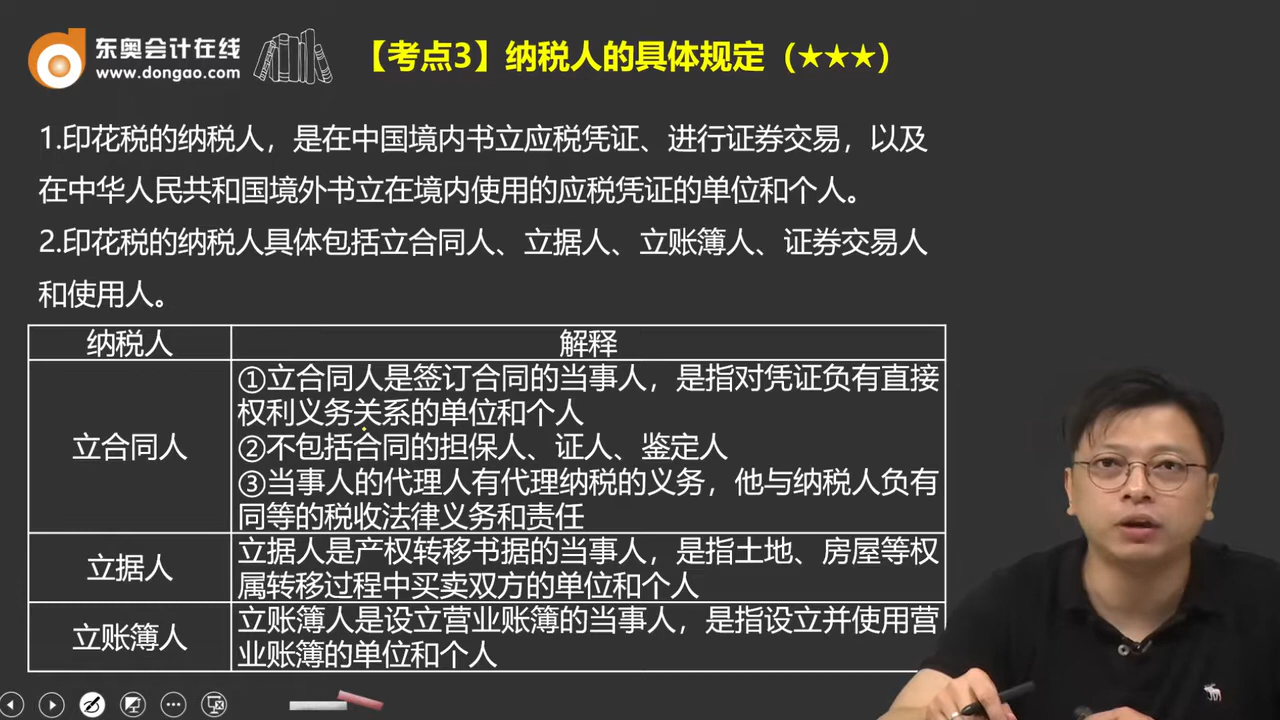 东奥会计在线
www.dongao.com
【考点3】纳税人的具体规定（★★★）
1.印花税的纳税人，是在中国境内书立应税凭证、进行证券交易，以及
在中华人民共和国境外书立在境内使用的应税凭证的单位和个人。
2.印花税的纳税人具体包括立合同人、立据人、立账簿人、证券交易人
和使用人。
纳税人
解释
立合同人
①立合同人是签订合同的当事人，是指对凭证负有直接
权利义务关系的单位和个人
②不包括合同的担保人、证人、鉴定人
③当事人的代理人有代理纳税的义务，他与纳税人负有
同等的税收法律义务和责任
立据人
立据人是产权转移书据的当事人，是指土地、房屋等权
属转移过程中买卖双方的单位和个人
立账簿人
立账簿人是设立营业账簿的当事人，是指设立并使用营
业账簿的单位和个人